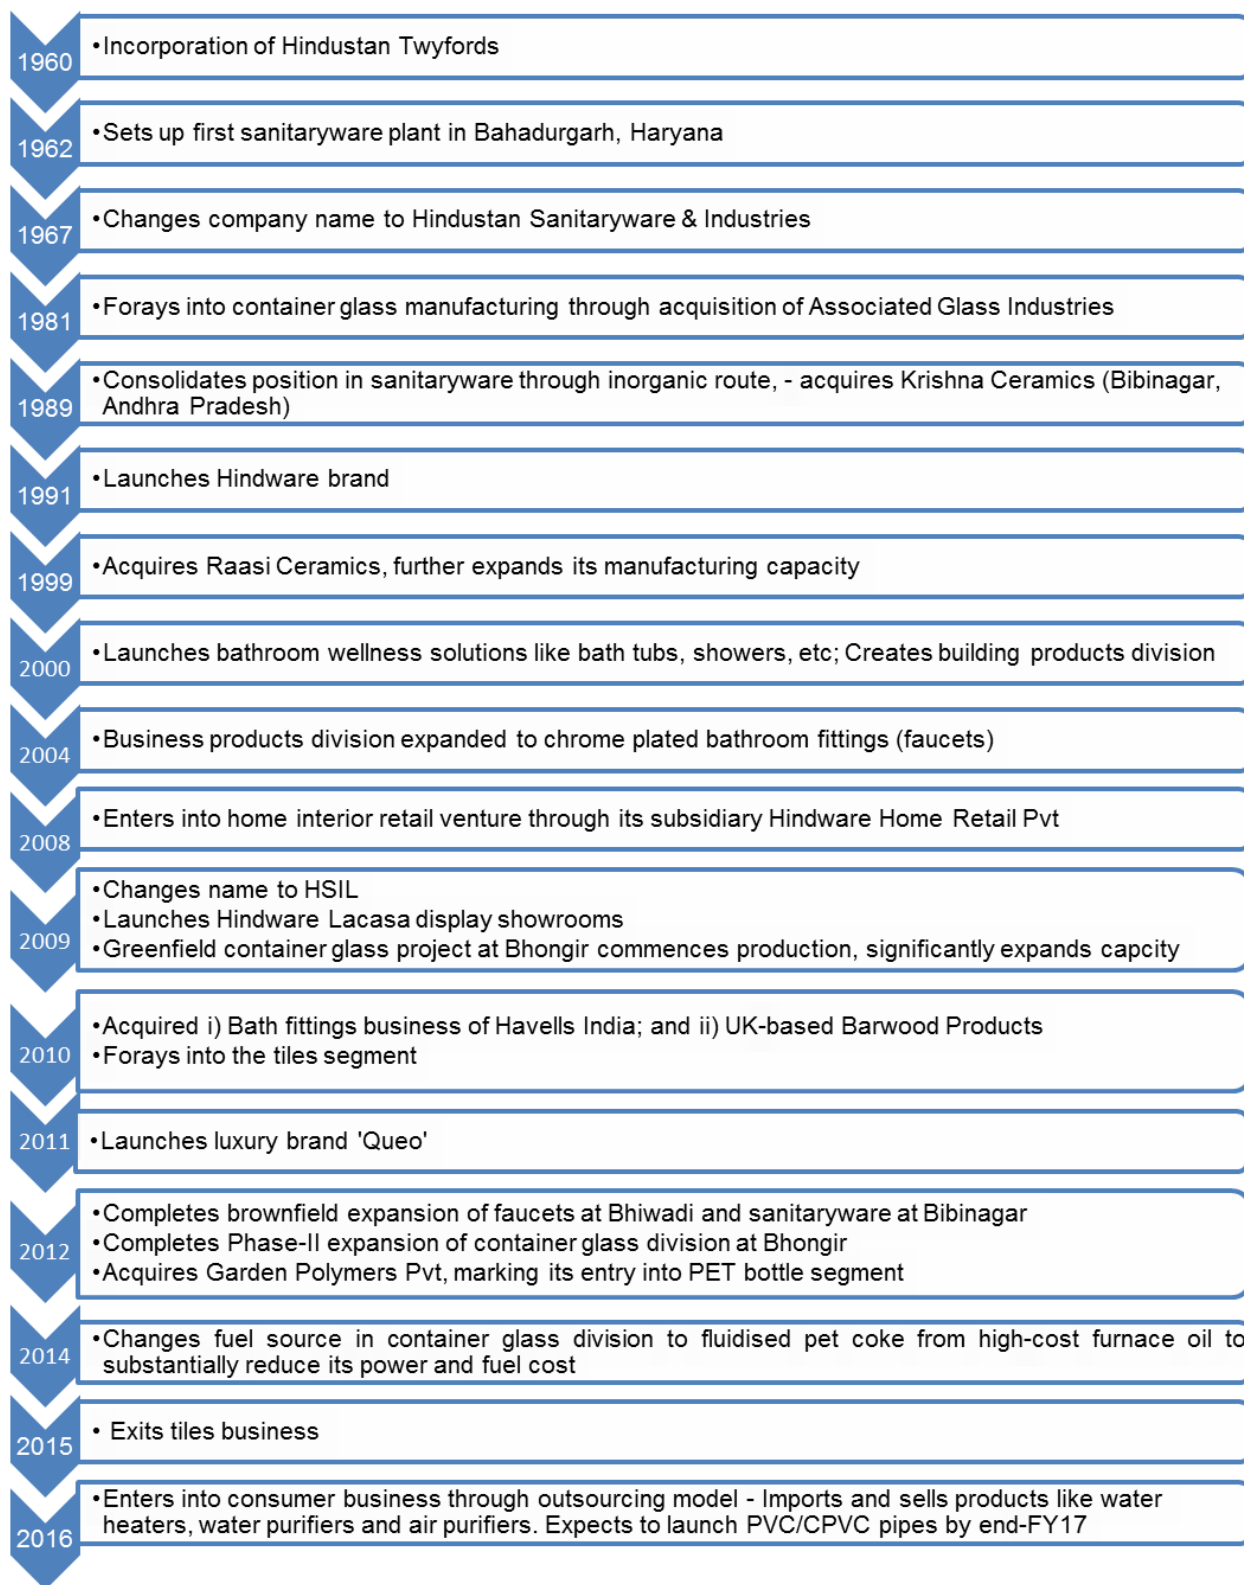 1960
•Incorporation of Hindustan Twyfords
1962
•Sets up first sanitaryware plant in Bahadurgarh, Haryana
1967
•Changes company name to Hindustan Sanitaryware & Industries
1981
•Forays into container glass manufacturing through acquisition of Associated Glass Industries
1989
•Consolidates position in sanitaryware through inorganic route, - acquires Krishna Ceramics (Bibinagar,
Andhra Pradesh)
1991
•Launches Hindware brand
1999
•Acquires Raasi Ceramics, further expands its manufacturing capacity
2000
•Launches bathroom wellness solutions like bath tubs, showers, etc; Creates building products division
2004
•Business products division expanded to chrome plated bathroom fittings (faucets)
2008
•Enters into home interior retail venture through its subsidiary Hindware Home Retail Pvt
2009
•Changes name to HSIL
•Launches Hindware Lacasa display showrooms
•Greenfield container glass project at Bhongir commences production, significantly expands capcity
2010
•Acquired i) Bath fittings business of Havells India; and ii) UK-based Barwood Products
•Forays into the tiles segment
2011
•Launches luxury brand 'Queo'
2012
•Completes brownfield expansion of faucets at Bhiwadi and sanitaryware at Bibinagar
•Completes Phase-II expansion of container glass division at Bhongir
•Acquires Garden Polymers Pvt, marking its entry into PET bottle segment
2014
•Changes fuel source in container glass division to fluidised pet coke from high-cost furnace oil to
substantially reduce its power and fuel cost
2015
• Exits tiles business
2016
•Enters into consumer business through outsourcing model - Imports and sells products like water
heaters, water purifiers and air purifiers. Expects to launch PVC/CPVC pipes by end-FY17